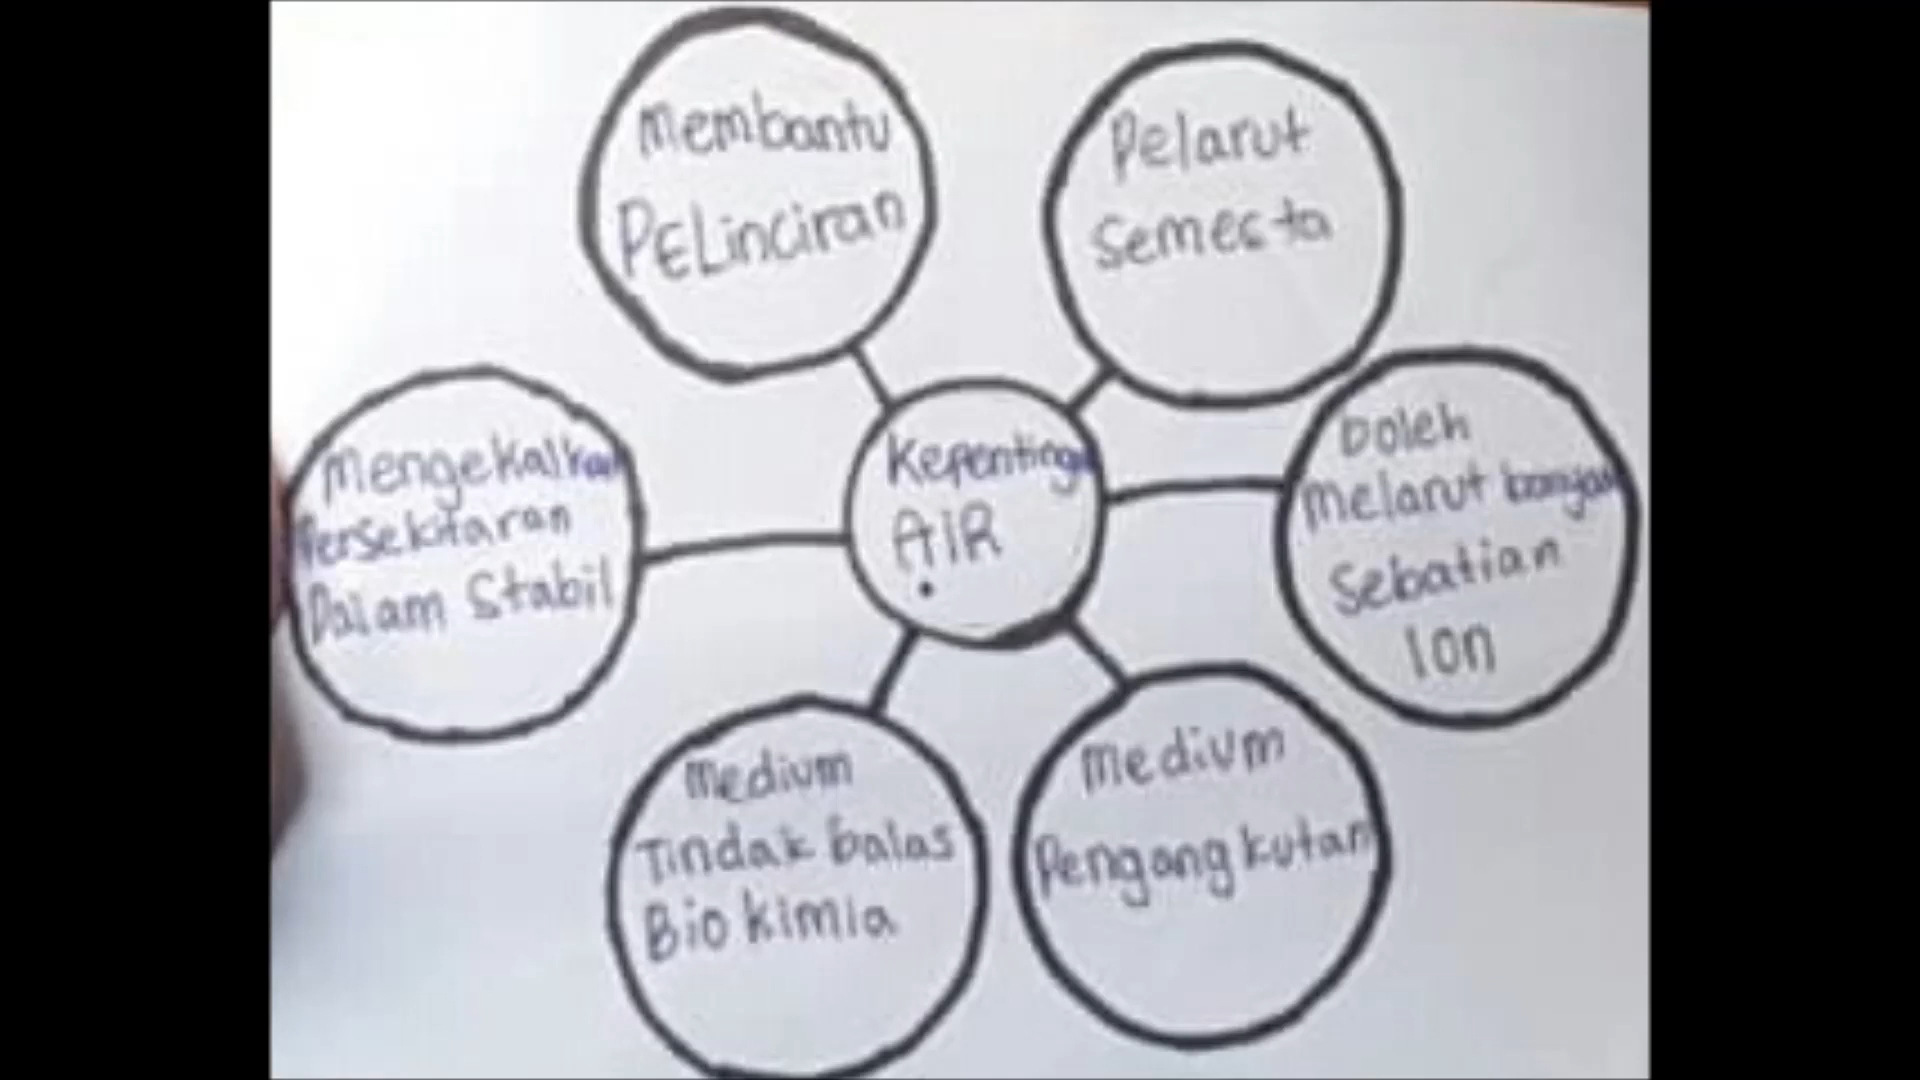 Membantu
PELinciran
Pelarut
Semesta
Mengekalkan
Persekitaran
Dalam Stabil
Kepentingan
AIR
Boleh
Melarut banyak
Sebatian
Ion
Medium
Tindak balas
Bio kimia
Medium
Pengangkutan